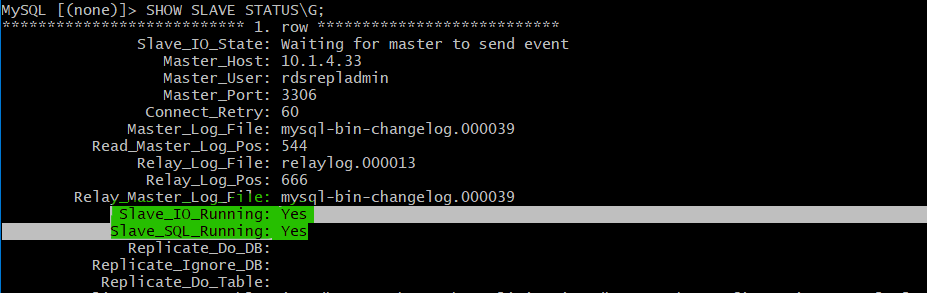 MySQL [(none)]> SHOW SLAVE STATUS\G;
*************************** 1. row ***************************
Slave_IO_State: Waiting for master to send event
Master_Host: 10.1.4.33
Master_User: rdsrepladmin
Master_Port: 3306
Connect_Retry: 60
Master_Log_File: mysql-bin-changelog.000039
Read_Master_Log_Pos: 544
Relay_Log_File: relaylog.000013
Relay_Log_Pos: 666
Relay_Master_Log_File: mysql-bin-changelog.000039
Slave_IO_Running: Yes
Slave_SQL_Running: Yes
Replicate_Do_DB:
Replicate_Ignore_DB:
Replicate_Do_Table: